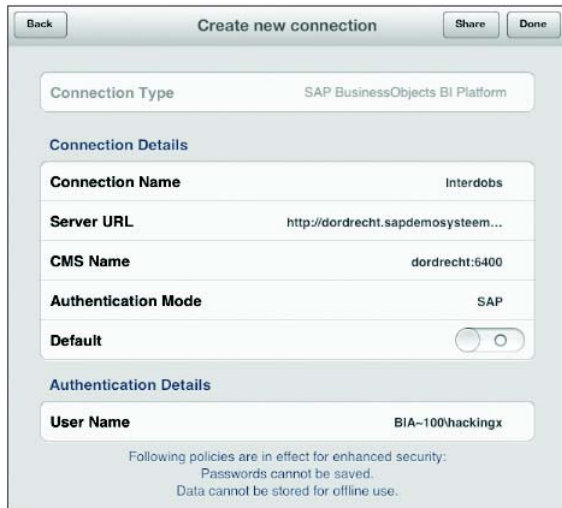 Back Create new connection Share Done
Connection Type SAP BusinessObjects BI Platform
Connection Details
Connection Name Interdobs
Server URL http://dordrecht.sapdemosysteem...
CMS Name dordrecht:6400
Authentication Mode SAP
Default
Authentication Details
User Name BIA~100\hackingx
Following policies are in effect for enhanced security:
Passwords cannot be saved.
Data cannot be stored for offline use.